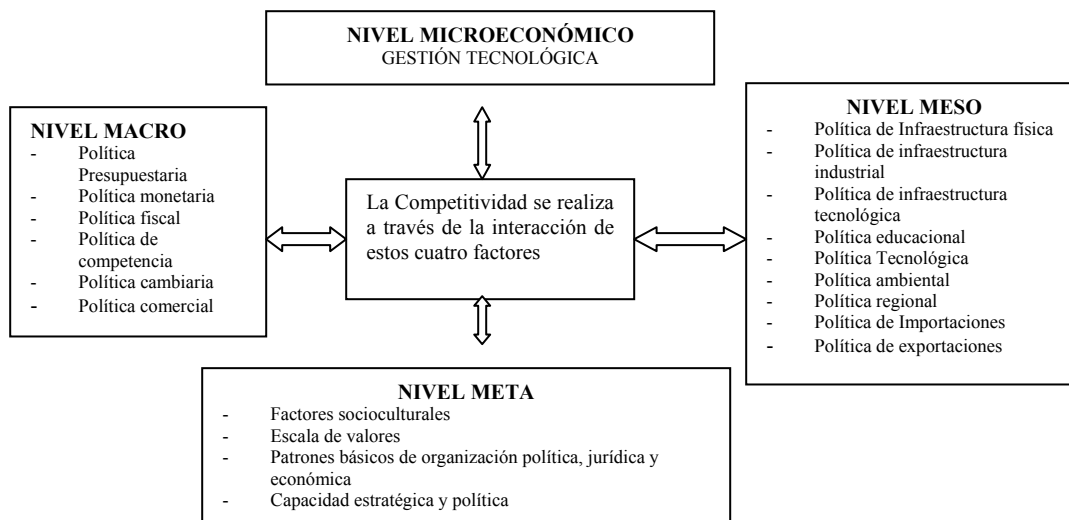 NIVEL MICROECONÓMICO
GESTIÓN TECNOLÓGICA
NIVEL MACRO
- Política
Presupuestaria
- Política monetaria
- Política fiscal
- Política de
competencia
- Política cambiaria
- Política comercial
La Competitividad se realiza
a través de la interacción de
estos cuatro factores
NIVEL MESO
- Política de Infraestructura física
- Política de infraestructura
industrial
- Política de infraestructura
tecnológica
- Política educacional
- Política Tecnológica
- Política ambiental
- Política regional
- Política de Importaciones
- Política de exportaciones
NIVEL META
- Factores socioculturales
- Escala de valores
- Patrones básicos de organización política, jurídica y
económica
- Capacidad estratégica y política